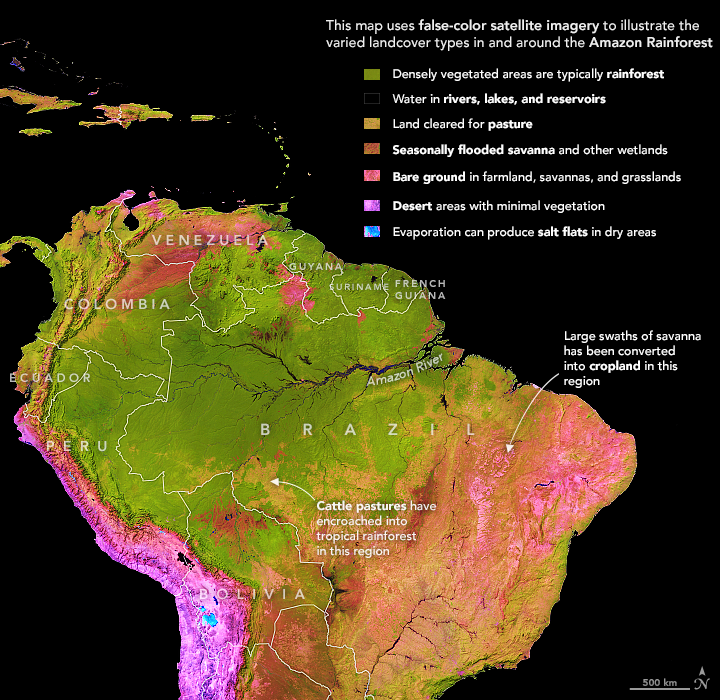 This map uses false-color satellite imagery to illustrate the
varied landcover types in and around the Amazon Rainforest
Densely vegetated areas are typically rainforest
Water in rivers, lakes, and reservoirs
Land cleared for pasture
Seasonally flooded savanna and other wetlands
Bare ground in farmland, savannas, and grasslands
Desert areas with minimal vegetation
Evaporation can produce salt flats in dry areas
VENEZUELA
GUYANA
SURINAME
FRENCH
GUIANA
COLOMBIA
Large swaths of savanna
has been converted
into cropland in this
region
Amazon River
ECUADOR
BRAZIL
PERU
Cattle pastures have
encroached into
tropical rainforest
in this region
BOLIVIA
500 km
N